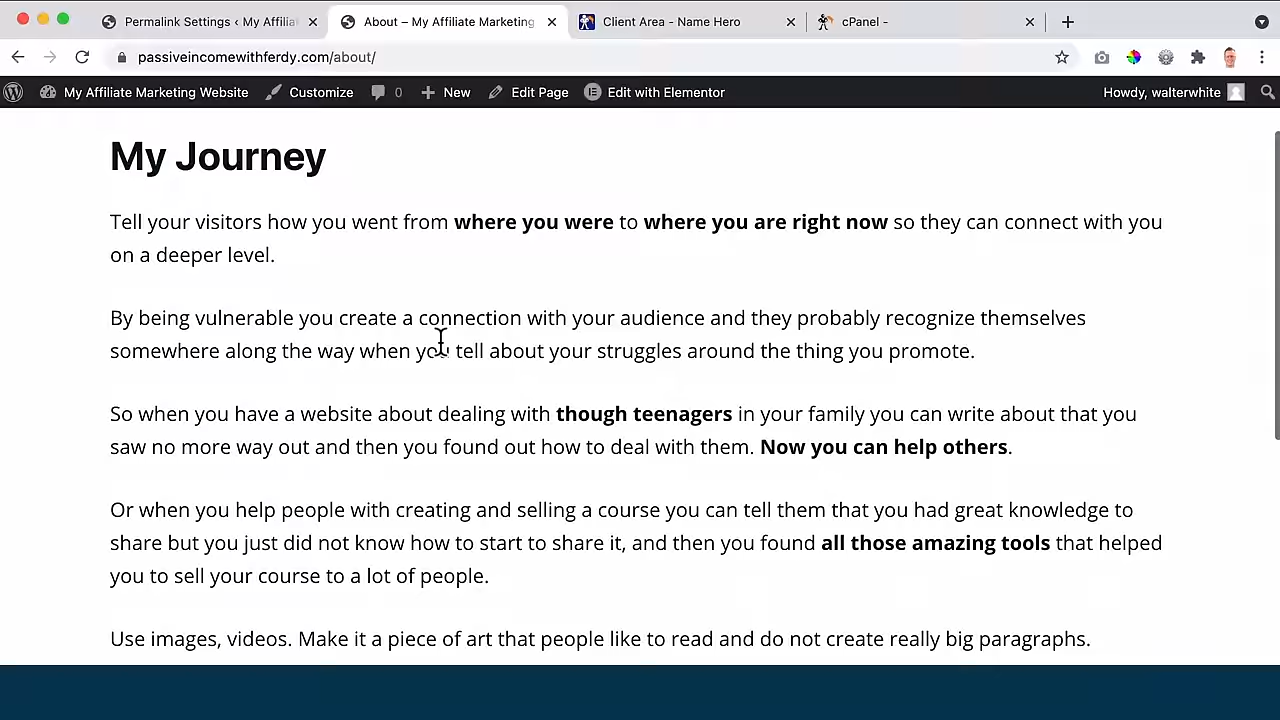 Permalink Settings ‹ My Affilia
About – My Affiliate Marketing
Client Area - Name Hero
cPanel -
passiveincomewithferdy.com/about/
My Affiliate Marketing Website
Customize
0
New
Edit Page
Edit with Elementor
Howdy, walterwhite
My Journey
Tell your visitors how you went from where you were to where you are right now so they can connect with you
on a deeper level.
By being vulnerable you create a connection with your audience and they probably recognize themselves
somewhere along the way when you tell about your struggles around the thing you promote.
So when you have a website about dealing with though teenagers in your family you can write about that you
saw no more way out and then you found out how to deal with them. Now you can help others.
Or when you help people with creating and selling a course you can tell them that you had great knowledge to
share but you just did not know how to start to share it, and then you found all those amazing tools that helped
you to sell your course to a lot of people.
Use images, videos. Make it a piece of art that people like to read and do not create really big paragraphs.